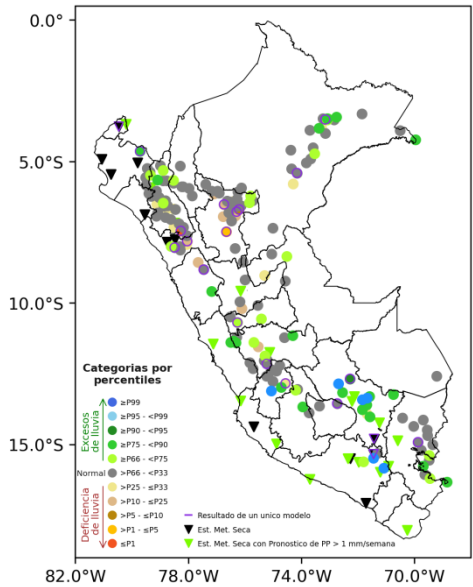 0.0°
5.0°S
10.0°S
15.0°S
82.0°W
78.0°W
74.0°W
70.0°W
Categorias por
percentiles
Excesos
de lluvia
≥P99
≥P95 - <P99
≥P90 - <P95
≥P75 - <P90
≥P66 - <P75
Normal
>P66 - <P33
Deficiencia
de lluvia
>P25 - ≤P33
>P10 - ≤P25
>P5 - ≤P10
>P1 - ≤P5
≤P1
Resultado de un unico modelo
Est. Met. Seca
Est. Met. Seca con Pronostico de PP > 1 mm/semana